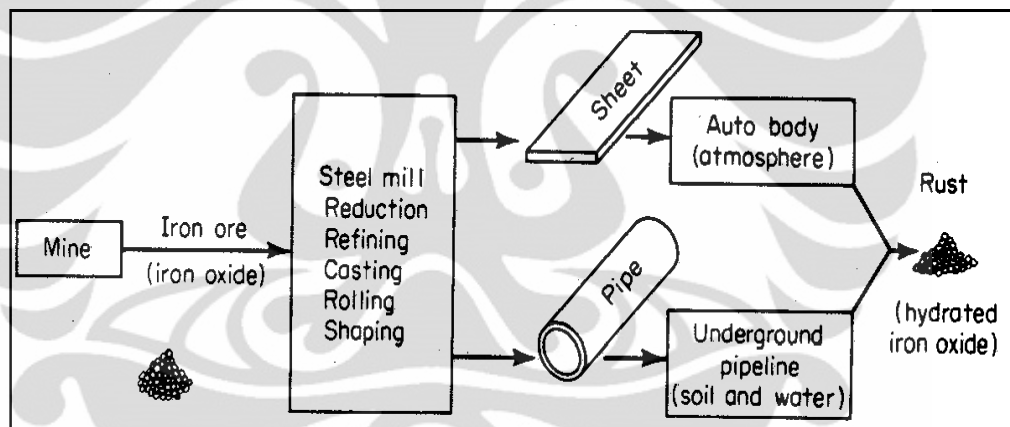 Mine
Iron ore
(iron oxide)
Steel mill
Reduction
Refining
Casting
Rolling
Shaping
Sheet
Auto body
(atmosphere)
Pipe
Underground
pipeline
(soil and water)
Rust
(hydrated
iron oxide)